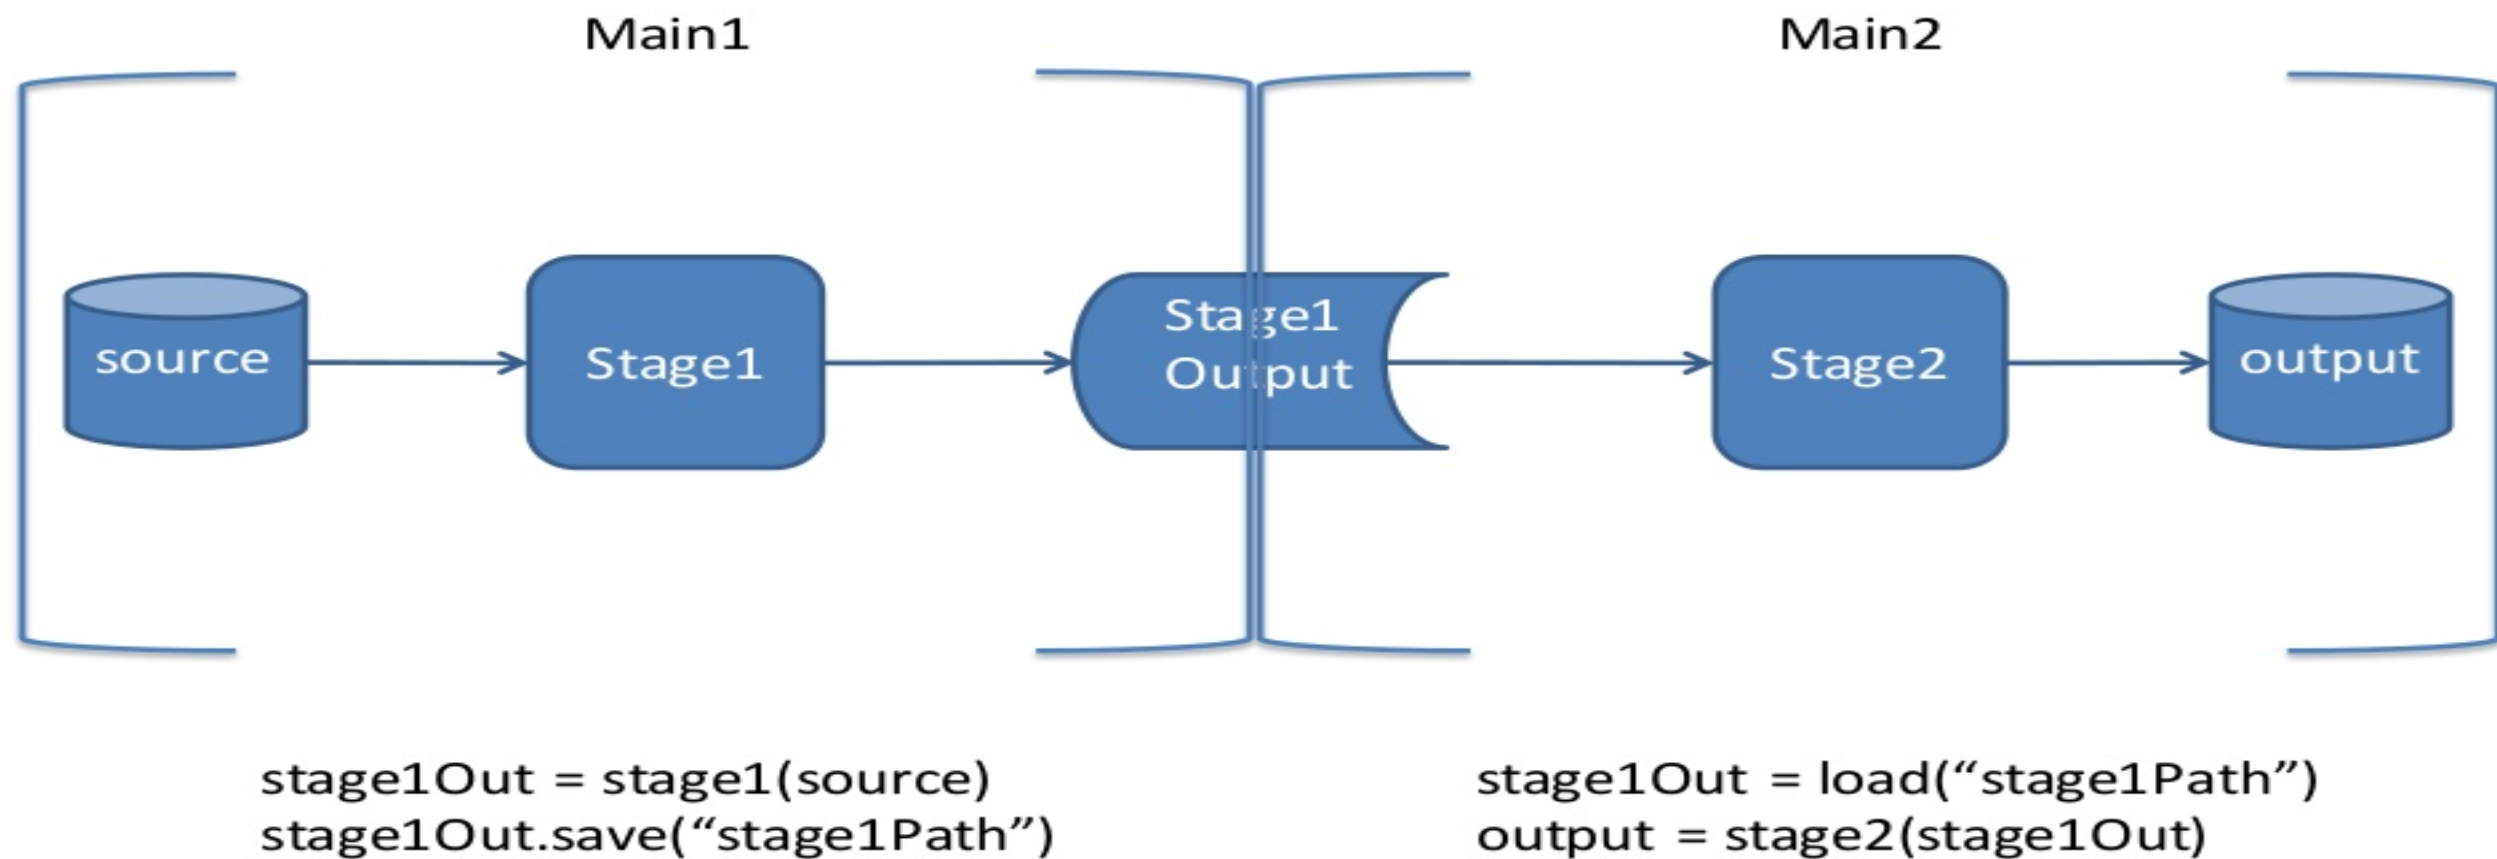 Main1
Main2
source
Stage1
Stage1
Output
Stage2
output
stage1Out = stage1(source)
stage1Out.save(“stage1Path”)
stage1Out = load(“stage1Path”)
output = stage2(stage1Out)